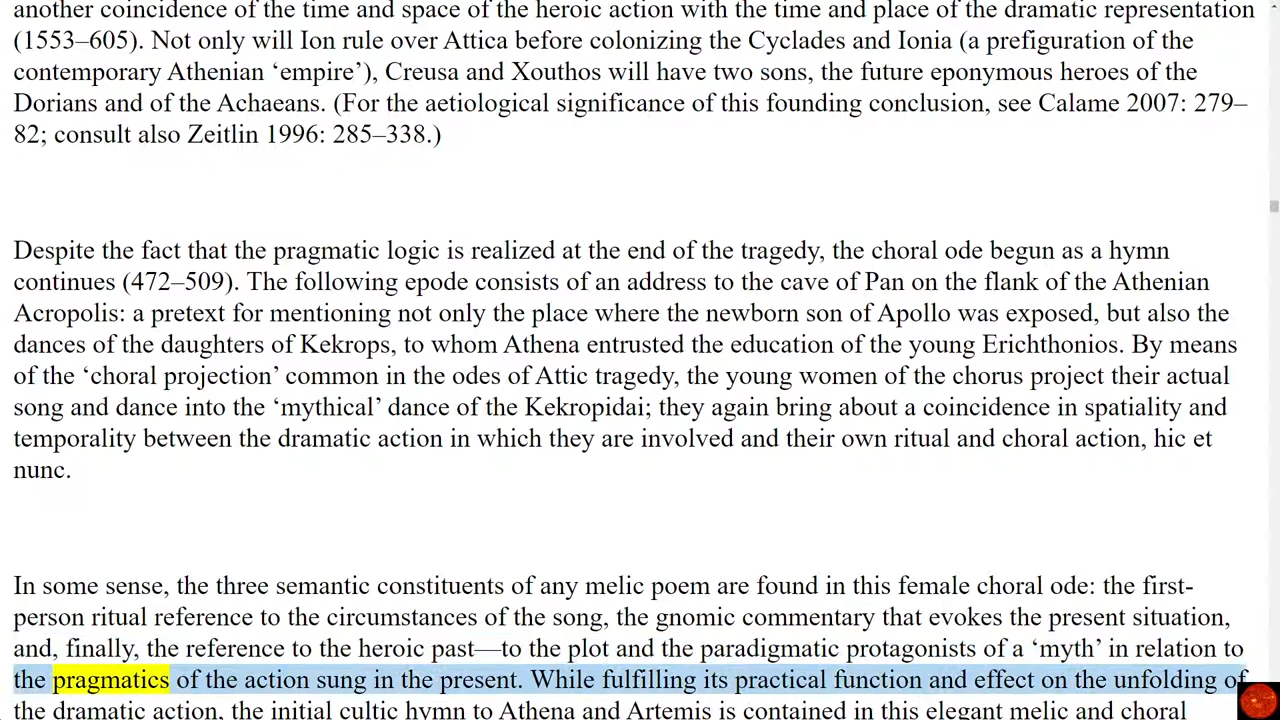 another coincidence of the time and space of the heroic action with the time and place of the dramatic representation
(1553–605). Not only will Ion rule over Attica before colonizing the Cyclades and Ionia (a prefiguration of the
contemporary Athenian ‘empire’), Creusa and Xouthos will have two sons, the future eponymous heroes of the
Dorians and of the Achaeans. (For the aetiological significance of this founding conclusion, see Calame 2007: 279–
82; consult also Zeitlin 1996: 285–338.)
Despite the fact that the pragmatic logic is realized at the end of the tragedy, the choral ode begun as a hymn
continues (472–509). The following epode consists of an address to the cave of Pan on the flank of the Athenian
Acropolis: a pretext for mentioning not only the place where the newborn son of Apollo was exposed, but also the
dances of the daughters of Kekrops, to whom Athena entrusted the education of the young Erichthonios. By means
of the ‘choral projection’ common in the odes of Attic tragedy, the young women of the chorus project their actual
song and dance into the ‘mythical’ dance of the Kekropidai; they again bring about a coincidence in spatiality and
temporality between the dramatic action in which they are involved and their own ritual and choral action, hic et
nunc.
In some sense, the three semantic constituents of any melic poem are found in this female choral ode: the first-
person ritual reference to the circumstances of the song, the gnomic commentary that evokes the present situation,
and, finally, the reference to the heroic past—to the plot and the paradigmatic protagonists of a ‘myth’ in relation to
the pragmatics of the action sung in the present. While fulfilling its practical function and effect on the unfolding of
the dramatic action, the initial cultic hymn to Athena and Artemis is contained in this elegant melic and choral